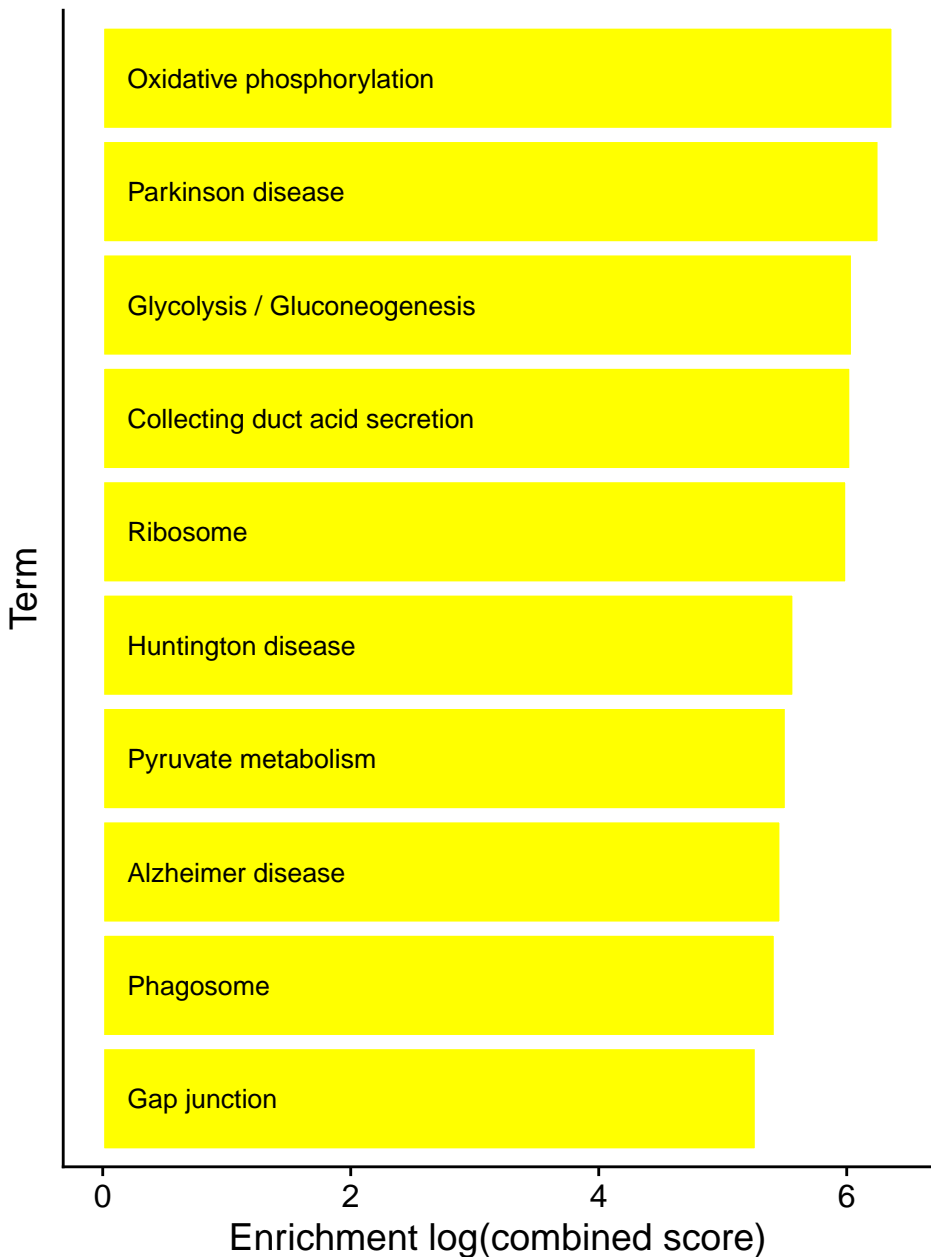 Oxidative phosphorylation
Parkinson disease
Glycolysis / Gluconeogenesis
Collecting duct acid secretion
Ribosome
Huntington disease
Pyruvate metabolism
Alzheimer disease
Phagosome
Gap junction
Term
0 2 4 6
Enrichment log(combined score)